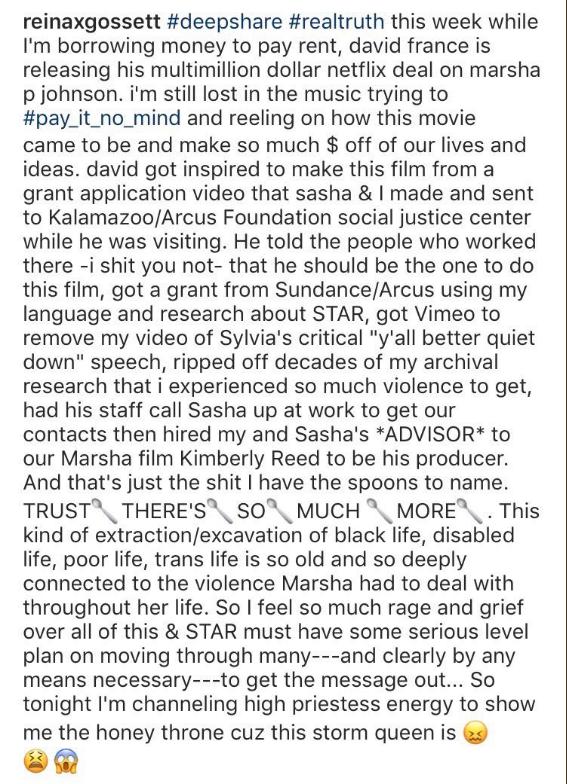 reinaxgossett #deepshare #realtruth this week while
I'm borrowing money to pay rent, david france is
releasing his multimillion dollar netflix deal on marsha
p johnson. i'm still lost in the music trying to
#pay_it_no_mind and reeling on how this movie
came to be and make so much $ off of our lives and
ideas. david got inspired to make this film from a
grant application video that sasha & I made and sent
to Kalamazoo/Arcus Foundation social justice center
while he was visiting. He told the people who worked
there -i shit you not- that he should be the one to do
this film, got a grant from Sundance/Arcus using my
language and research about STAR, got Vimeo to
remove my video of Sylvia's critical "y'all better quiet
down" speech, ripped off decades of my archival
research that i experienced so much violence to get,
had his staff call Sasha up at work to get our
contacts then hired my and Sasha's *ADVISOR* to
our Marsha film Kimberly Reed to be his producer.
And that's just the shit I have the spoons to name.
TRUST🥄 THERE'S🥄 SO🥄 MUCH 🥄 MORE🥄 . This
kind of extraction/excavation of black life, disabled
life, poor life, trans life is so old and so deeply
connected to the violence Marsha had to deal with
throughout her life. So I feel so much rage and grief
over all of this & STAR must have some serious level
plan on moving through many---and clearly by any
means necessary---to get the message out... So
tonight I'm channeling high priestess energy to show
me the honey throne cuz this storm queen is 😖
😫 😱